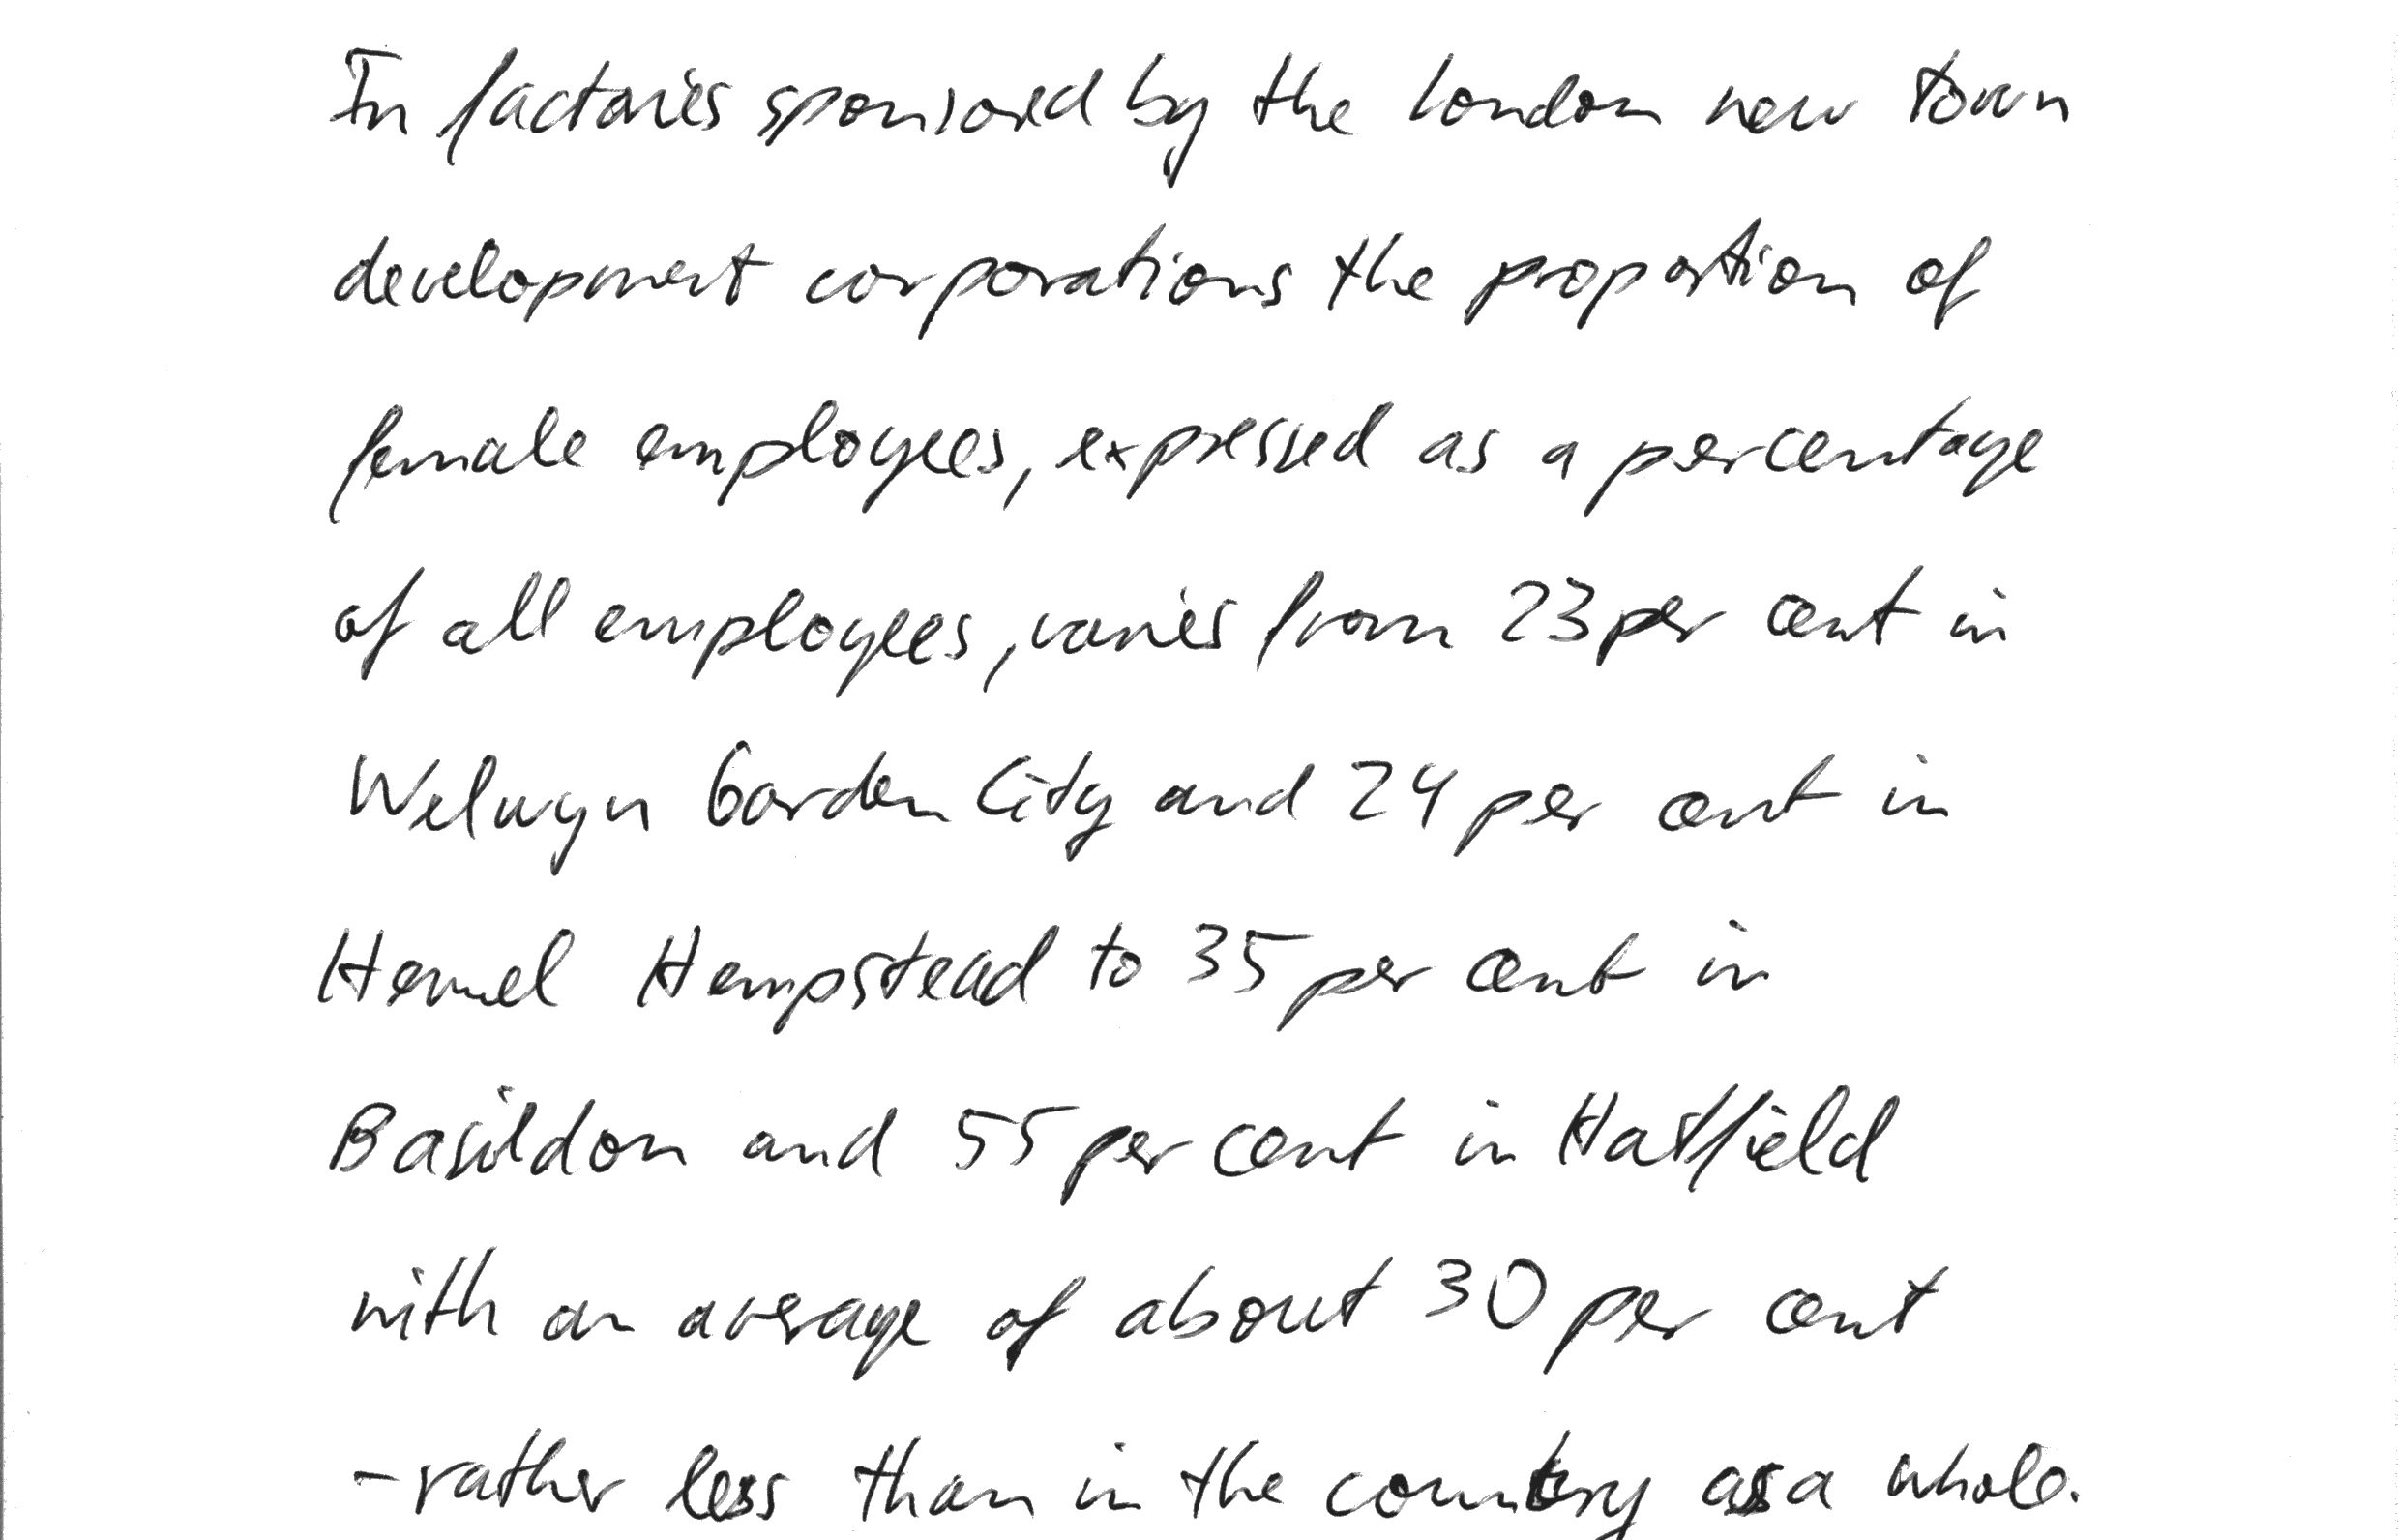 In factories sponsored by the London new town
development corporations the proportion of
female employees, expressed as a percentage
of all employees, varies from 23 per cent in
Welwyn Garden City and 24 per cent in
Hemel Hempstead to 35 per cent in
Basildon and 55 per cent in Hatfield
with an average of about 30 per cent
- rather less than in the country as a whole.